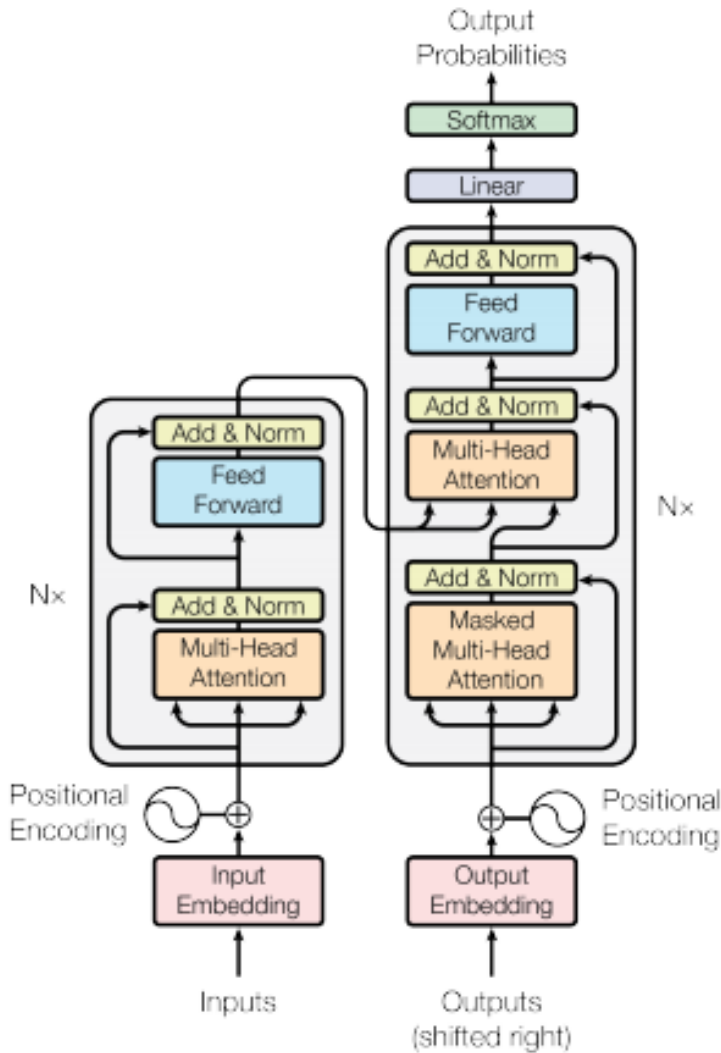 Output
Probabilities
Softmax
Linear
Add & Norm
Feed
Forward
Add & Norm
Multi-Head
Attention
Nx
Add & Norm
Masked
Multi-Head
Attention
Add & Norm
Feed
Forward
Nx
Add & Norm
Multi-Head
Attention
Positional
Encoding
Positional
Encoding
Input
Embedding
Output
Embedding
Inputs
Outputs
(shifted right)